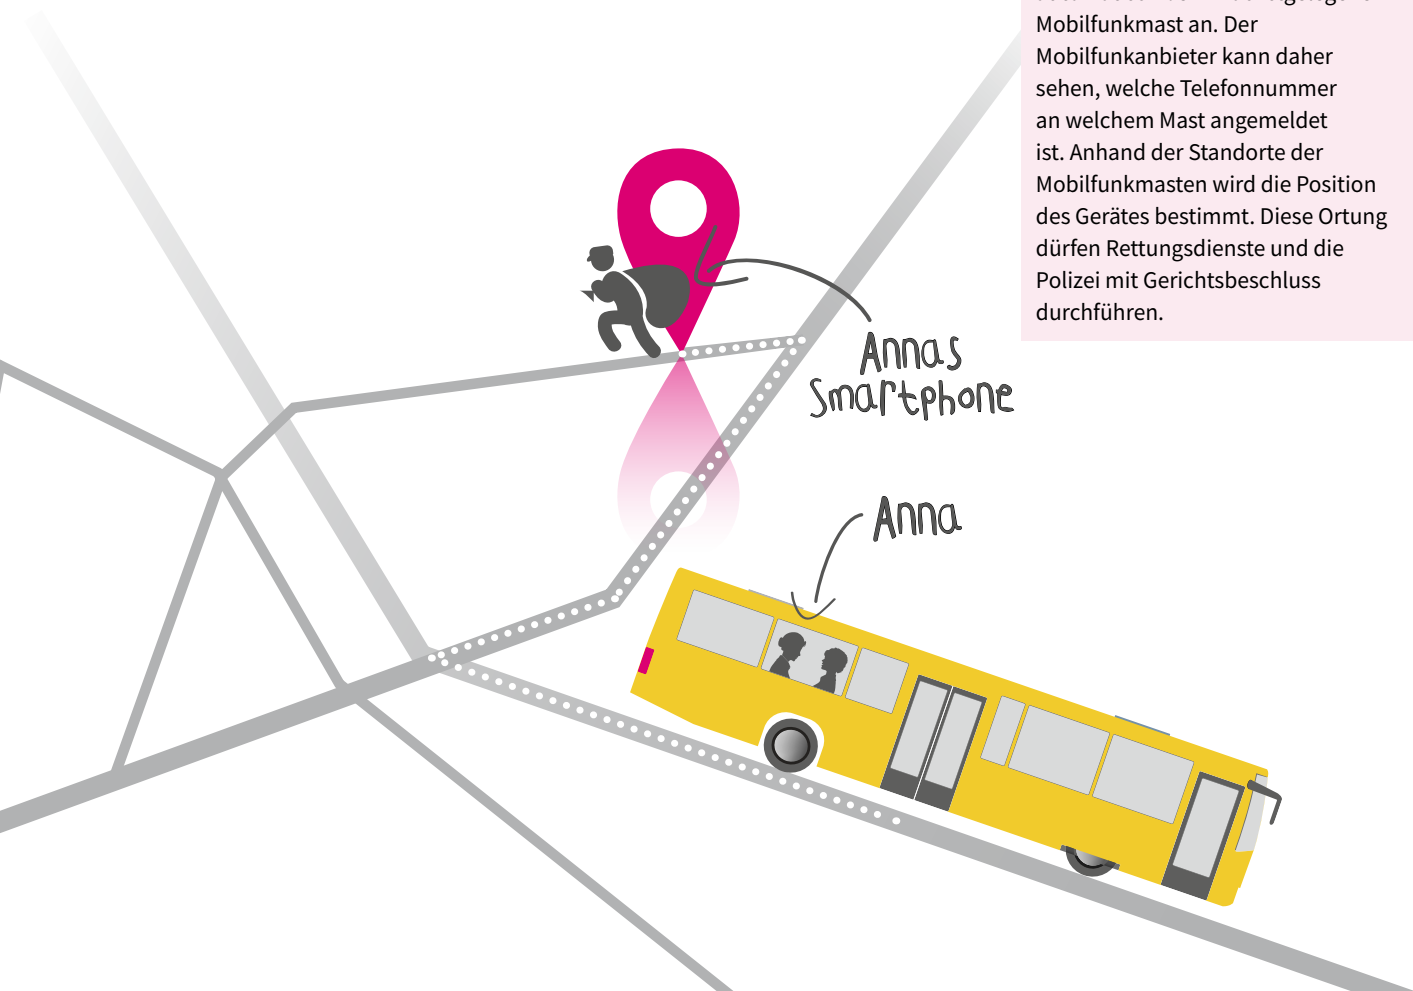 Mobilfunkmast an. Der
Mobilfunkanbieter kann daher
sehen, welche Telefonnummer
an welchem Mast angemeldet
ist. Anhand der Standorte der
Mobilfunkmasten wird die Position
des Gerätes bestimmt. Diese Ortung
dürfen Rettungsdienste und die
Polizei mit Gerichtsbeschluss
durchführen.
Annas
Smartphone
Anna